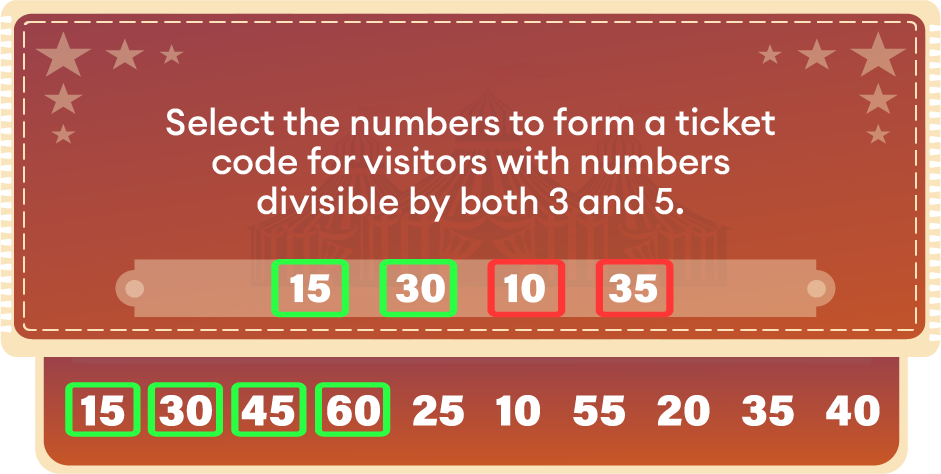 Select the numbers to form a ticket
code for visitors with numbers
divisible by both 3 and 5.
15 30 10 35
15 30 45 60 25 10 55 20 35 40